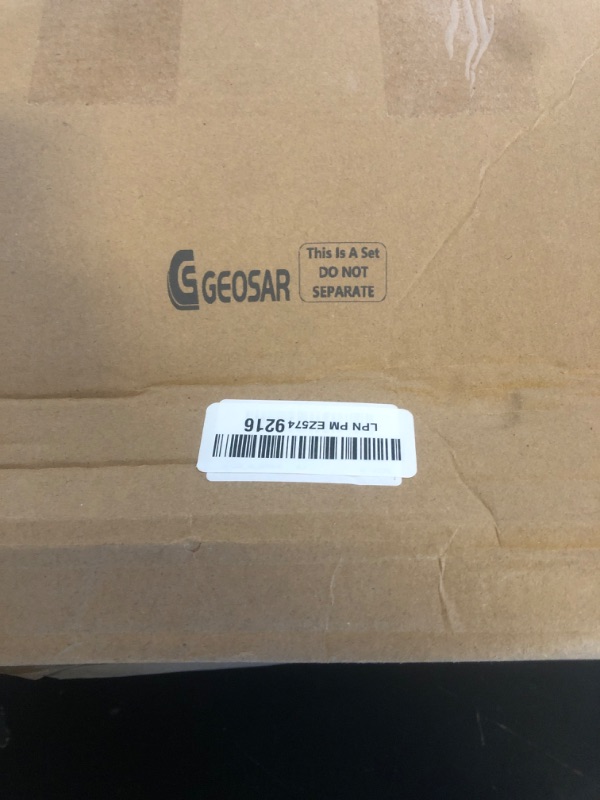 GEOSAR
This Is A Set
DO NOT
SEPARATE
LPN PM EZ574 9216